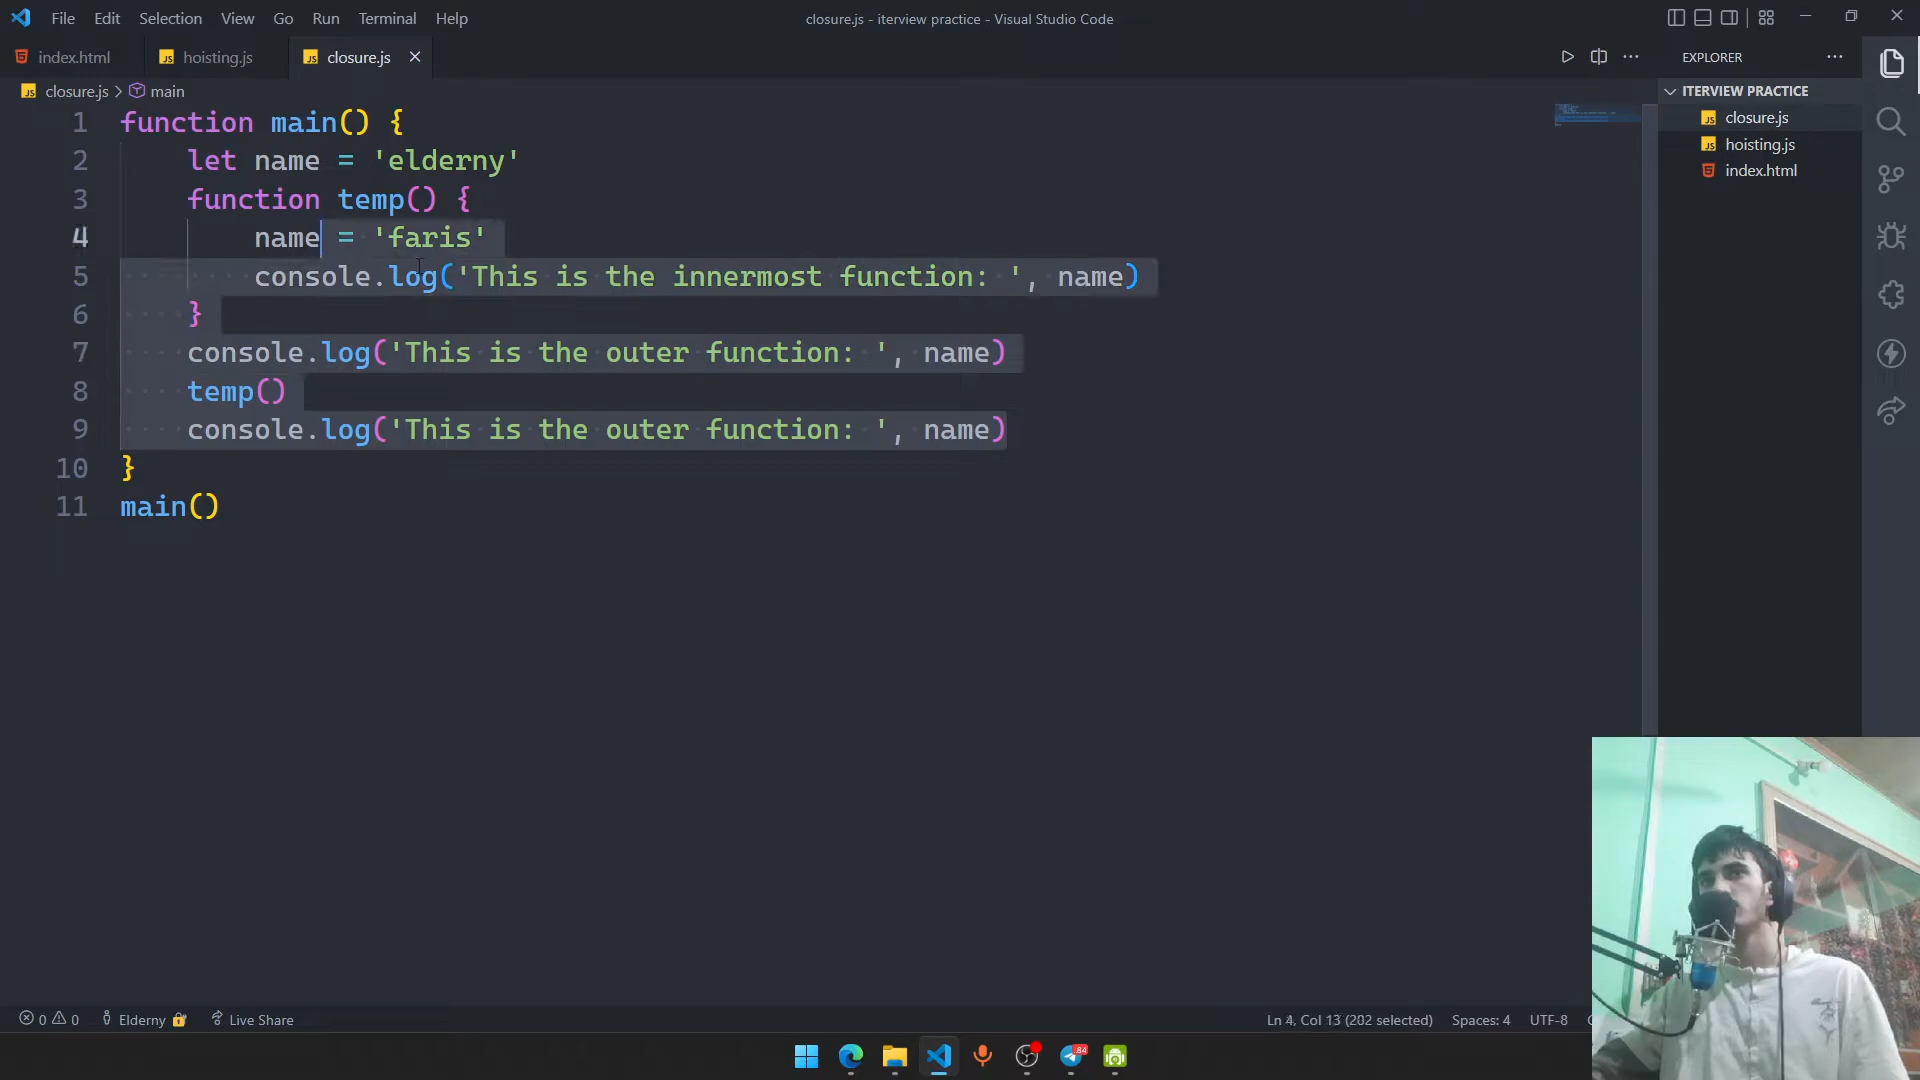 File Edit Selection View Go Run Terminal Help
closure.js - iterview practice - Visual Studio Code
index.html
hoisting.js
closure.js
EXPLORER
closure.js > main
ITERVIEW PRACTICE
closure.js
hoisting.js
index.html
1 function main() {
2 let name = 'elderny'
3 function temp() {
4 name = 'faris'
5 console.log('This is the innermost function: ', name)
6 }
7 console.log('This is the outer function: ', name)
8 temp()
9 console.log('This is the outer function: ', name)
10 }
11 main()
0 0 Elderny Live Share
Ln 4, Col 13 (202 selected) Spaces: 4 UTF-8
84